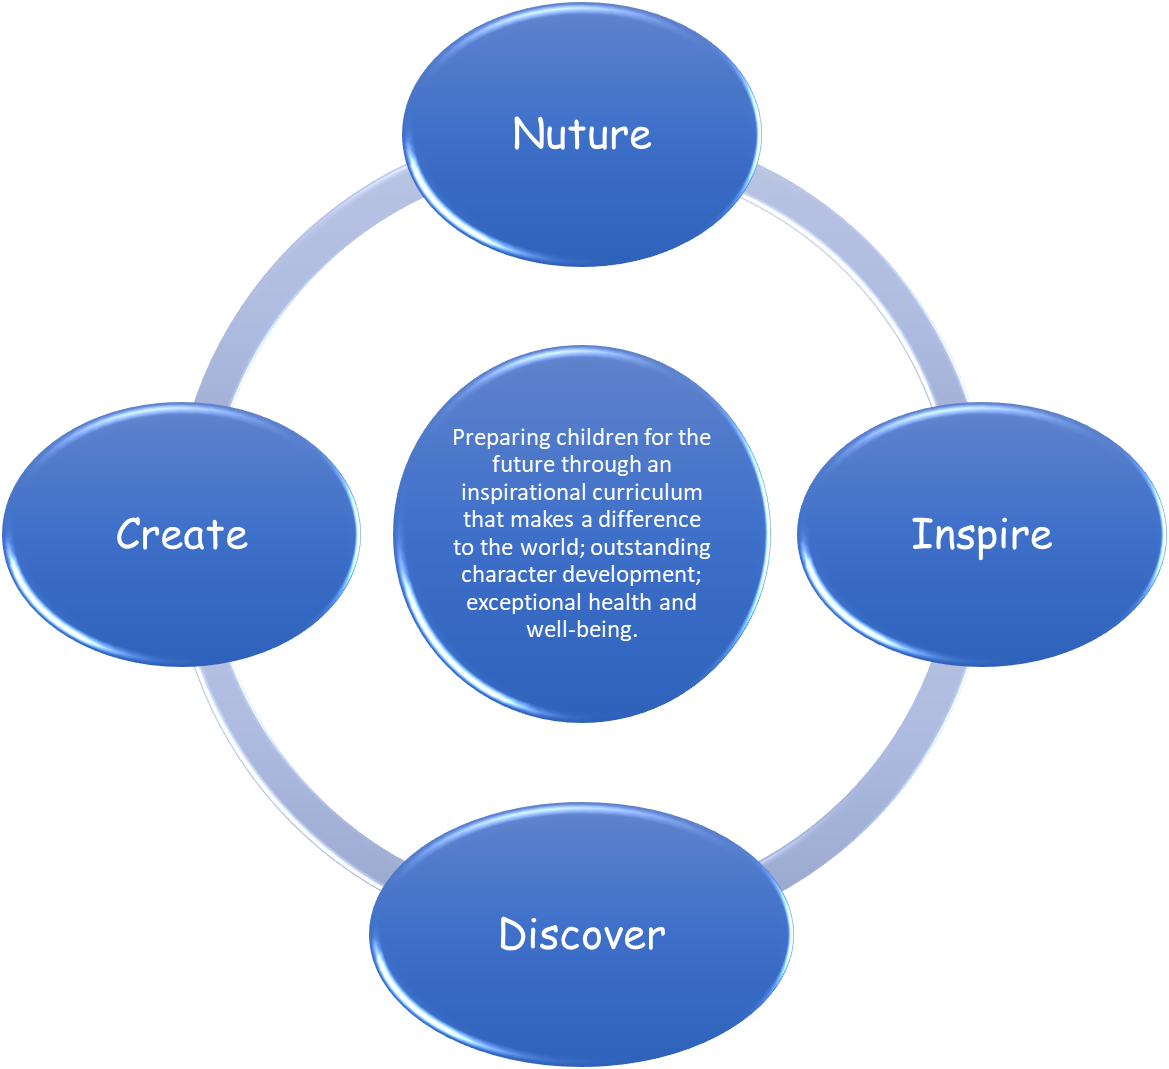 Nuture
Preparing children for the
future through an
inspirational curriculum
that makes a difference
to the world; outstanding
character development;
exceptional health and
well-being.
Create
Inspire
Discover